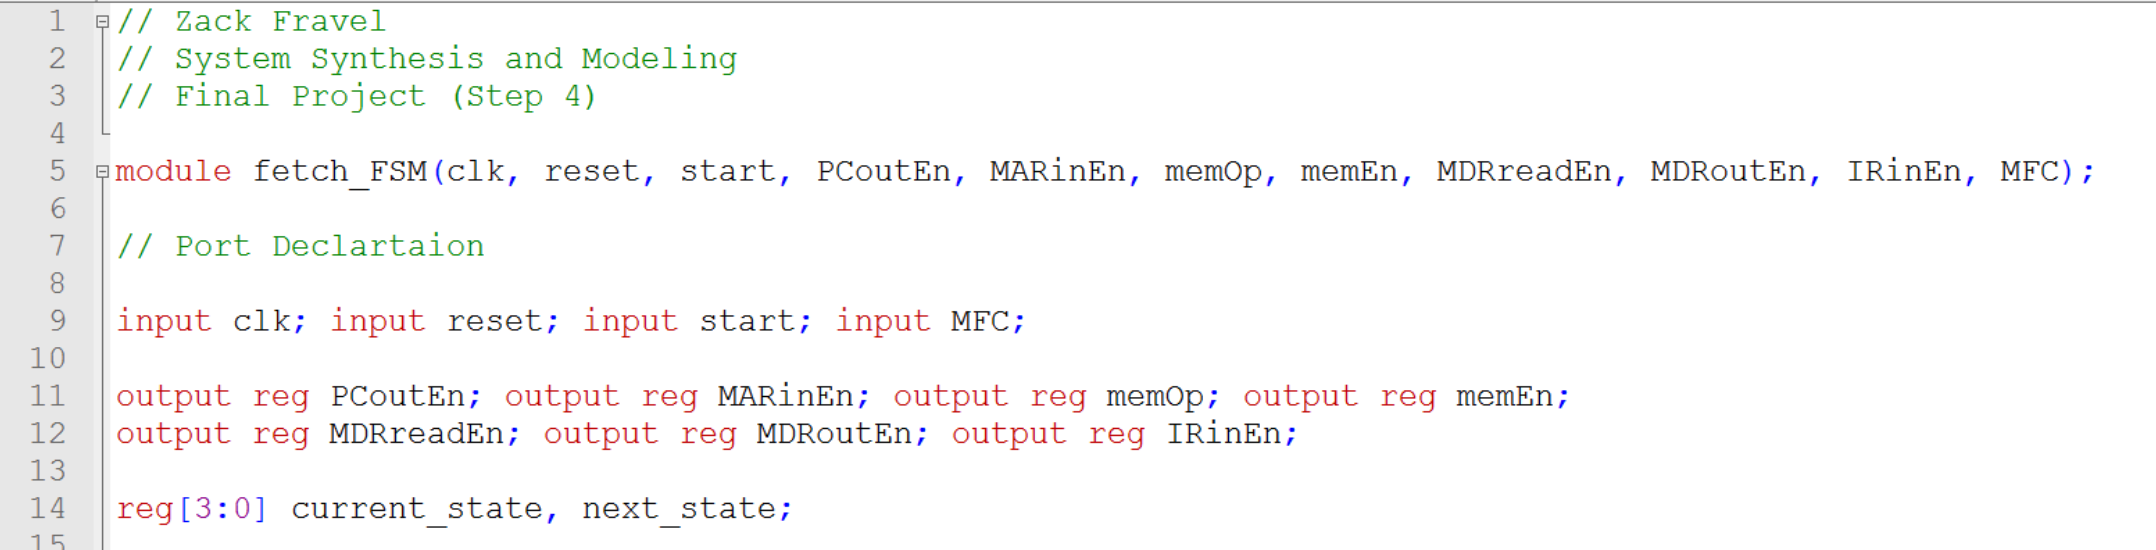 1 // Zack Fravel
2 // System Synthesis and Modeling
3 // Final Project (Step 4)
4
5 module fetch_FSM(clk, reset, start, PCoutEn, MARinEn, memOp, memEn, MDRreadEn, MDRoutEn, IRinEn, MFC);
6
7 // Port Declartaion
8
9 input clk; input reset; input start; input MFC;
10
11 output reg PCoutEn; output reg MARinEn; output reg memOp; output reg memEn;
12 output reg MDRreadEn; output reg MDRoutEn; output reg IRinEn;
13
14 reg[3:0] current_state, next_state;
15